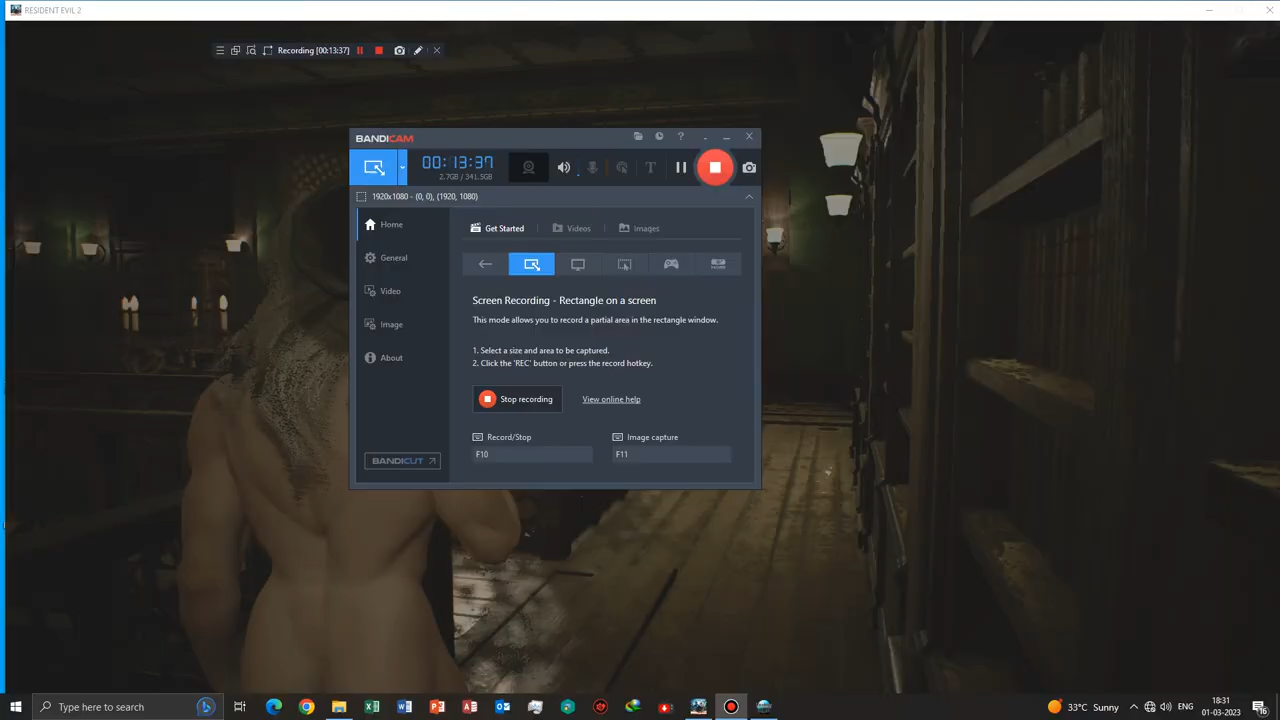 RESIDENT EVIL 2
Recording [00:13:37]
BANDICAM
00:13:37
2.7GB / 341.5GB
T
1920x1080 - (0, 0), (1920, 1080)
Home
General
Video
Image
About
BANDICUT
Get Started
Videos
Images
Screen Recording - Rectangle on a screen
This mode allows you to record a partial area in the rectangle window.
1. Select a size and area to be captured.
2. Click the 'REC' button or press the record hotkey.
Stop recording
View online help
Record/Stop
Image capture
F10
F11
Type here to search
33°C Sunny
ENG
18:31
01-03-2023
16